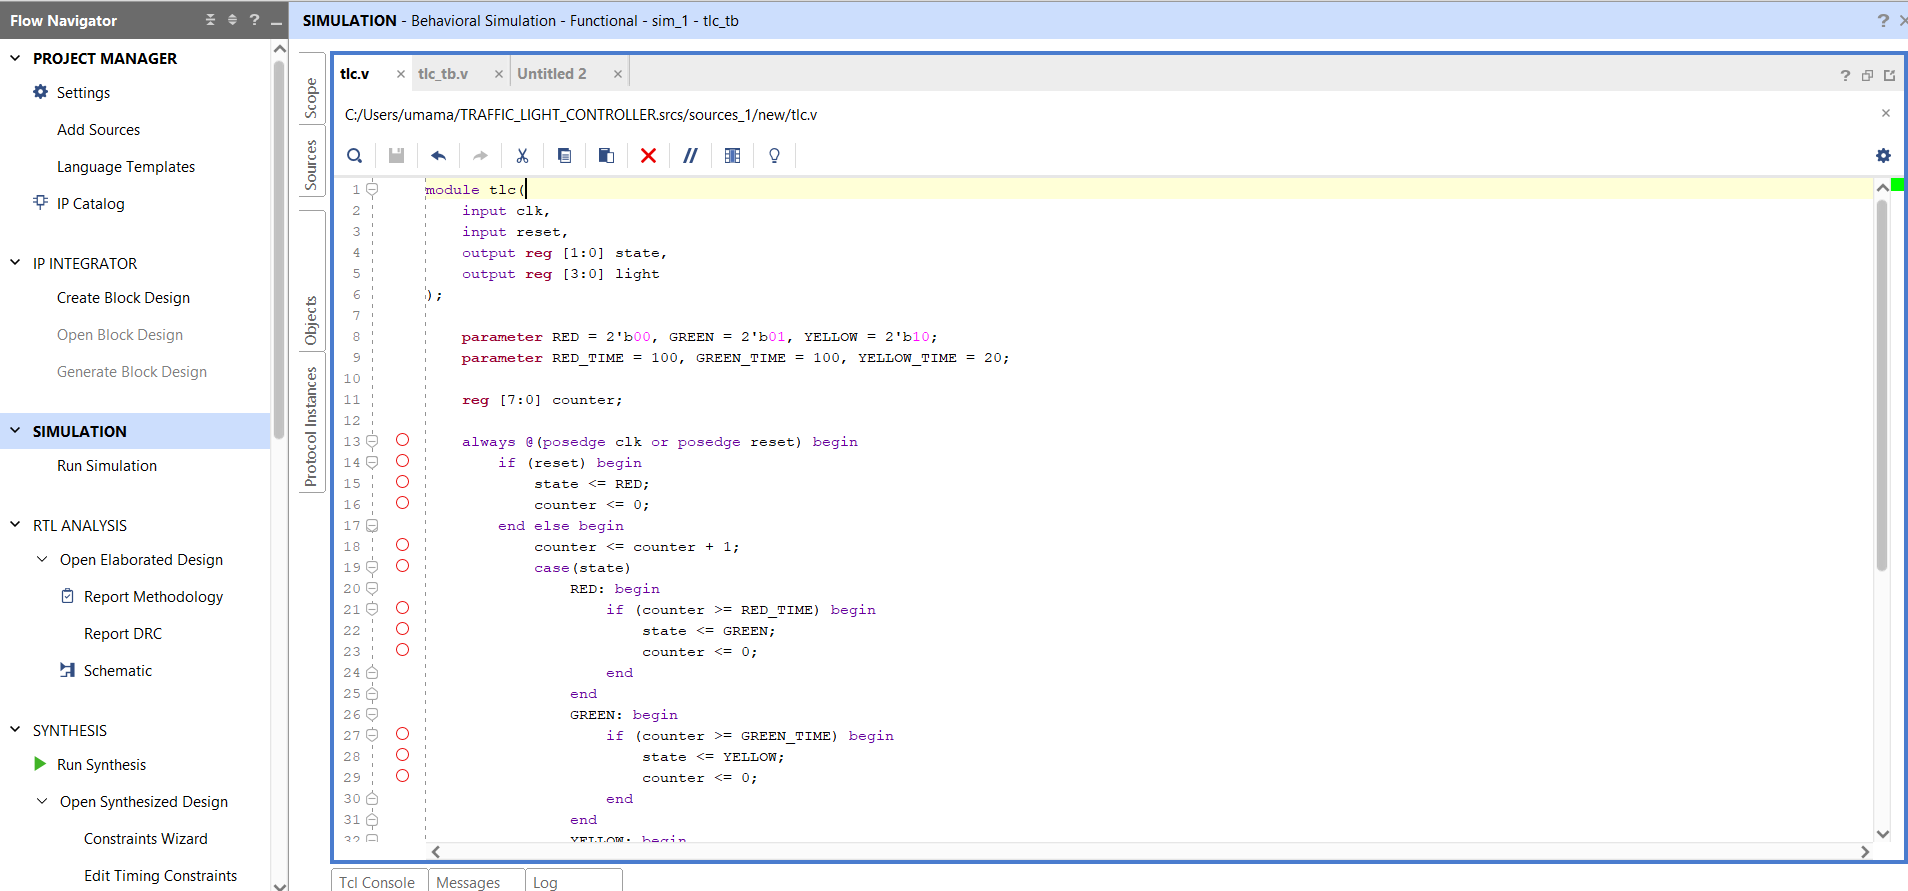 Flow Navigator
? _
PROJECT MANAGER
Settings
Add Sources
Language Templates
IP Catalog
IP INTEGRATOR
Create Block Design
Open Block Design
Generate Block Design
SIMULATION
Run Simulation
RTL ANALYSIS
Open Elaborated Design
Report Methodology
Report DRC
Schematic
SYNTHESIS
Run Synthesis
Open Synthesized Design
Constraints Wizard
Edit Timing Constraints
SIMULATION - Behavioral Simulation - Functional - sim_1 - tlc_tb
?
Scope
Sources
Objects
Protocol Instances
tlc.v × tlc_tb.v × Untitled 2 ×
?
C:/Users/umama/TRAFFIC_LIGHT_CONTROLLER.srcs/sources_1/new/tlc.v
×
1 module tlc(
2 input clk,
3 input reset,
4 output reg [1:0] state,
5 output reg [3:0] light
6 );
7
8 parameter RED = 2'b00, GREEN = 2'b01, YELLOW = 2'b10;
9 parameter RED_TIME = 100, GREEN_TIME = 100, YELLOW_TIME = 20;
10
11 reg [7:0] counter;
12
13 always @(posedge clk or posedge reset) begin
14 if (reset) begin
15 state <= RED;
16 counter <= 0;
17 end else begin
18 counter <= counter + 1;
19 case(state)
20 RED: begin
21 if (counter >= RED_TIME) begin
22 state <= GREEN;
23 counter <= 0;
24 end
25 end
26 GREEN: begin
27 if (counter >= GREEN_TIME) begin
28 state <= YELLOW;
29 counter <= 0;
30 end
31 end
32 YELLOW: begin
Tcl Console Messages Log